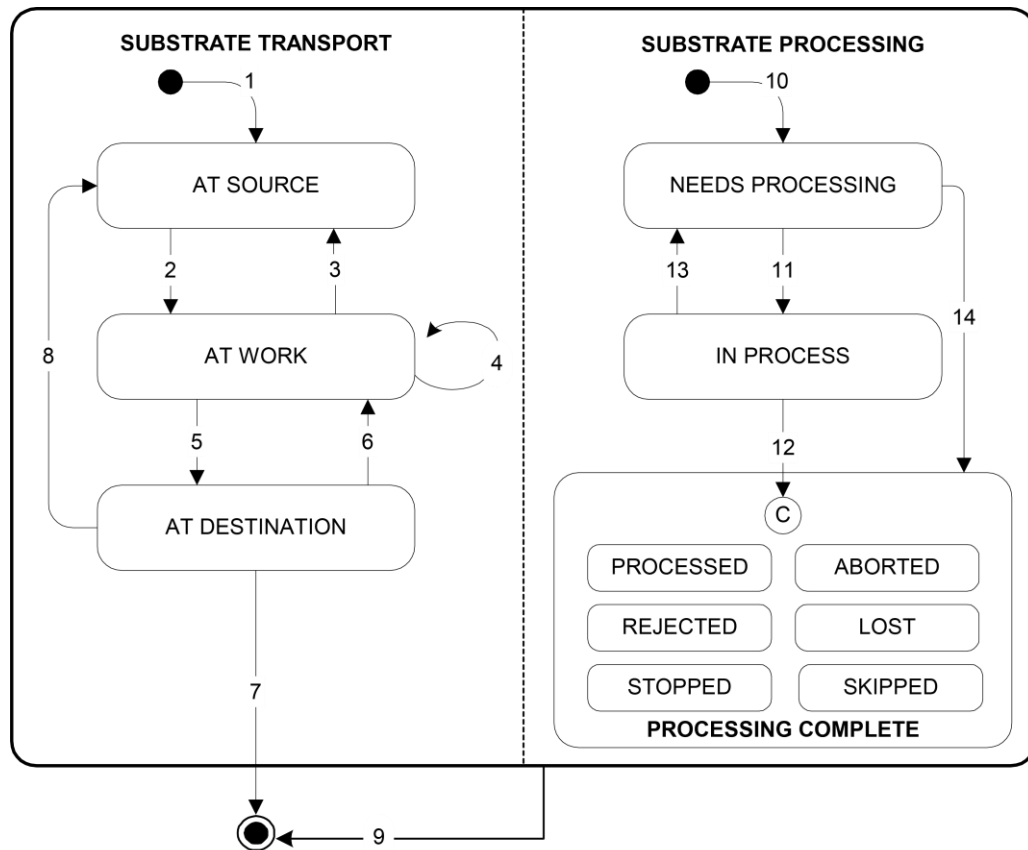 SUBSTRATE TRANSPORT
1
AT SOURCE
2
3
8
AT WORK
4
5
6
AT DESTINATION
7
9
SUBSTRATE PROCESSING
10
NEEDS PROCESSING
13
11
14
IN PROCESS
12
C
PROCESSED
ABORTED
REJECTED
LOST
STOPPED
SKIPPED
PROCESSING COMPLETE